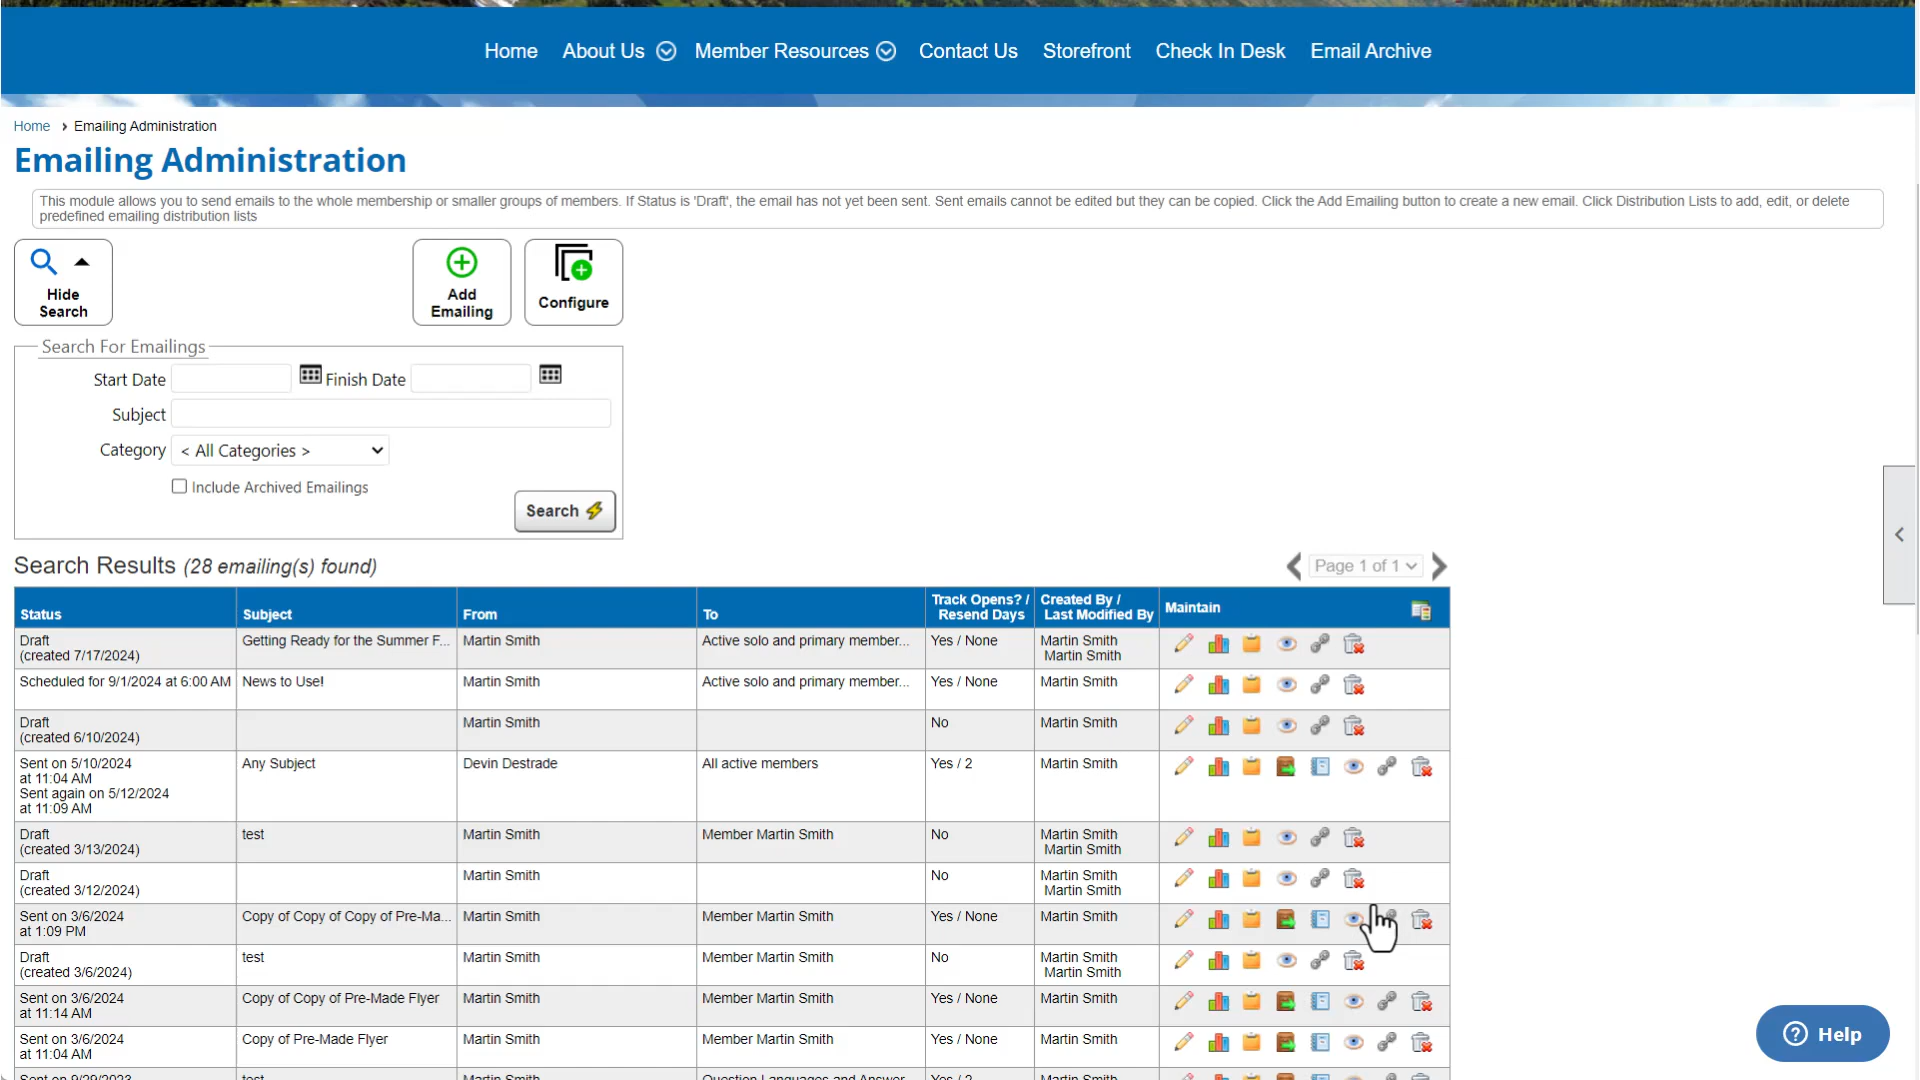 Home About Us Member Resources Contact Us Storefront Check In Desk Email Archive
Home › Emailing Administration
Emailing Administration
This module allows you to send emails to the whole membership or smaller groups of members. If Status is 'Draft', the email has not yet been sent. Sent emails cannot be edited but they can be copied. Click the Add Emailing button to create a new email. Click Distribution Lists to add, edit, or delete
predefined emailing distribution lists
Hide
Search
Add
Emailing
Configure
Search For Emailings
Start Date Finish Date
Subject
Category < All Categories >
Include Archived Emailings
Search
Search Results (28 emailing(s) found)
Page 1 of 1
Status Subject From To Track Opens? /
Resend Days Created By /
Last Modified By Maintain
Draft
(created 7/17/2024) Getting Ready for the Summer F... Martin Smith Active solo and primary member... Yes / None Martin Smith
Martin Smith
Scheduled for 9/1/2024 at 6:00 AM News to Use! Martin Smith Active solo and primary member... Yes / None Martin Smith
Draft
(created 6/10/2024) Martin Smith No Martin Smith
Sent on 5/10/2024
at 11:04 AM
Sent again on 5/12/2024
at 11:09 AM Any Subject Devin Destrade All active members Yes / 2 Martin Smith
Draft
(created 3/13/2024) test Martin Smith Member Martin Smith No Martin Smith
Martin Smith
Draft
(created 3/12/2024) Martin Smith No Martin Smith
Martin Smith
Sent on 3/6/2024
at 1:09 PM Copy of Copy of Copy of Pre-Ma... Martin Smith Member Martin Smith Yes / None Martin Smith
Draft
(created 3/6/2024) test Martin Smith Member Martin Smith No Martin Smith
Martin Smith
Sent on 3/6/2024
at 11:14 AM Copy of Copy of Pre-Made Flyer Martin Smith Member Martin Smith Yes / None Martin Smith
Sent on 3/6/2024
at 11:04 AM Copy of Pre-Made Flyer Martin Smith Member Martin Smith Yes / None Martin Smith
Sent on 9/29/2023 test Martin Smith Question Languages and Answer... Yes / 2 Martin Smith
Help